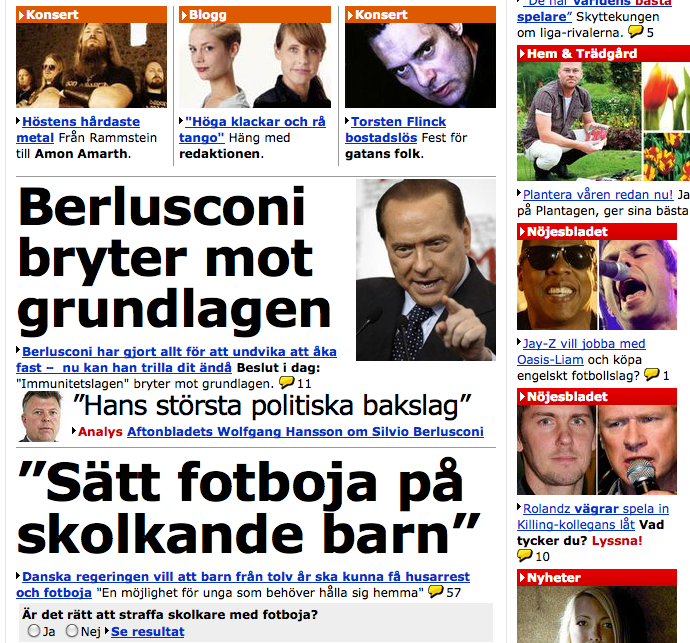 Konsert
Höstens hårdaste
metal Från Rammstein
till Amon Amarth.
Blogg
"Höga klackar och rå
tango" Häng med
redaktionen.
Konsert
Torsten Flinck
bostadslös Fest för
gatans folk.
Berlusconi
bryter mot
grundlagen
Berlusconi har gjort allt för att undvika att åka
fast – nu kan han trilla dit ändå Beslut i dag:
"Immunitetslagen" bryter mot grundlagen. 11
”Hans största politiska bakslag”
Analys Aftonbladets Wolfgang Hansson om Silvio Berlusconi
”Sätt fotboja på
skolkande barn”
Danska regeringen vill att barn från tolv år ska kunna få husarrest
och fotboja "En möjlighet för unga som behöver hålla sig hemma" 57
Är det rätt att straffa skolkare med fotboja?
Ja Nej Se resultat
"De här världens bästa
spelare” Skyttekungen
om liga-rivalerna. 5
Hem & Trädgård
Plantera våren redan nu! Ja
på Plantagen, ger sina bästa
Nöjesbladet
Jay-Z vill jobba med
Oasis-Liam och köpa
engelskt fotbollslag? 1
Nöjesbladet
Rolandz vägrar spela in
Killing-kollegans låt Vad
tycker du? Lyssna!
10
Nyheter